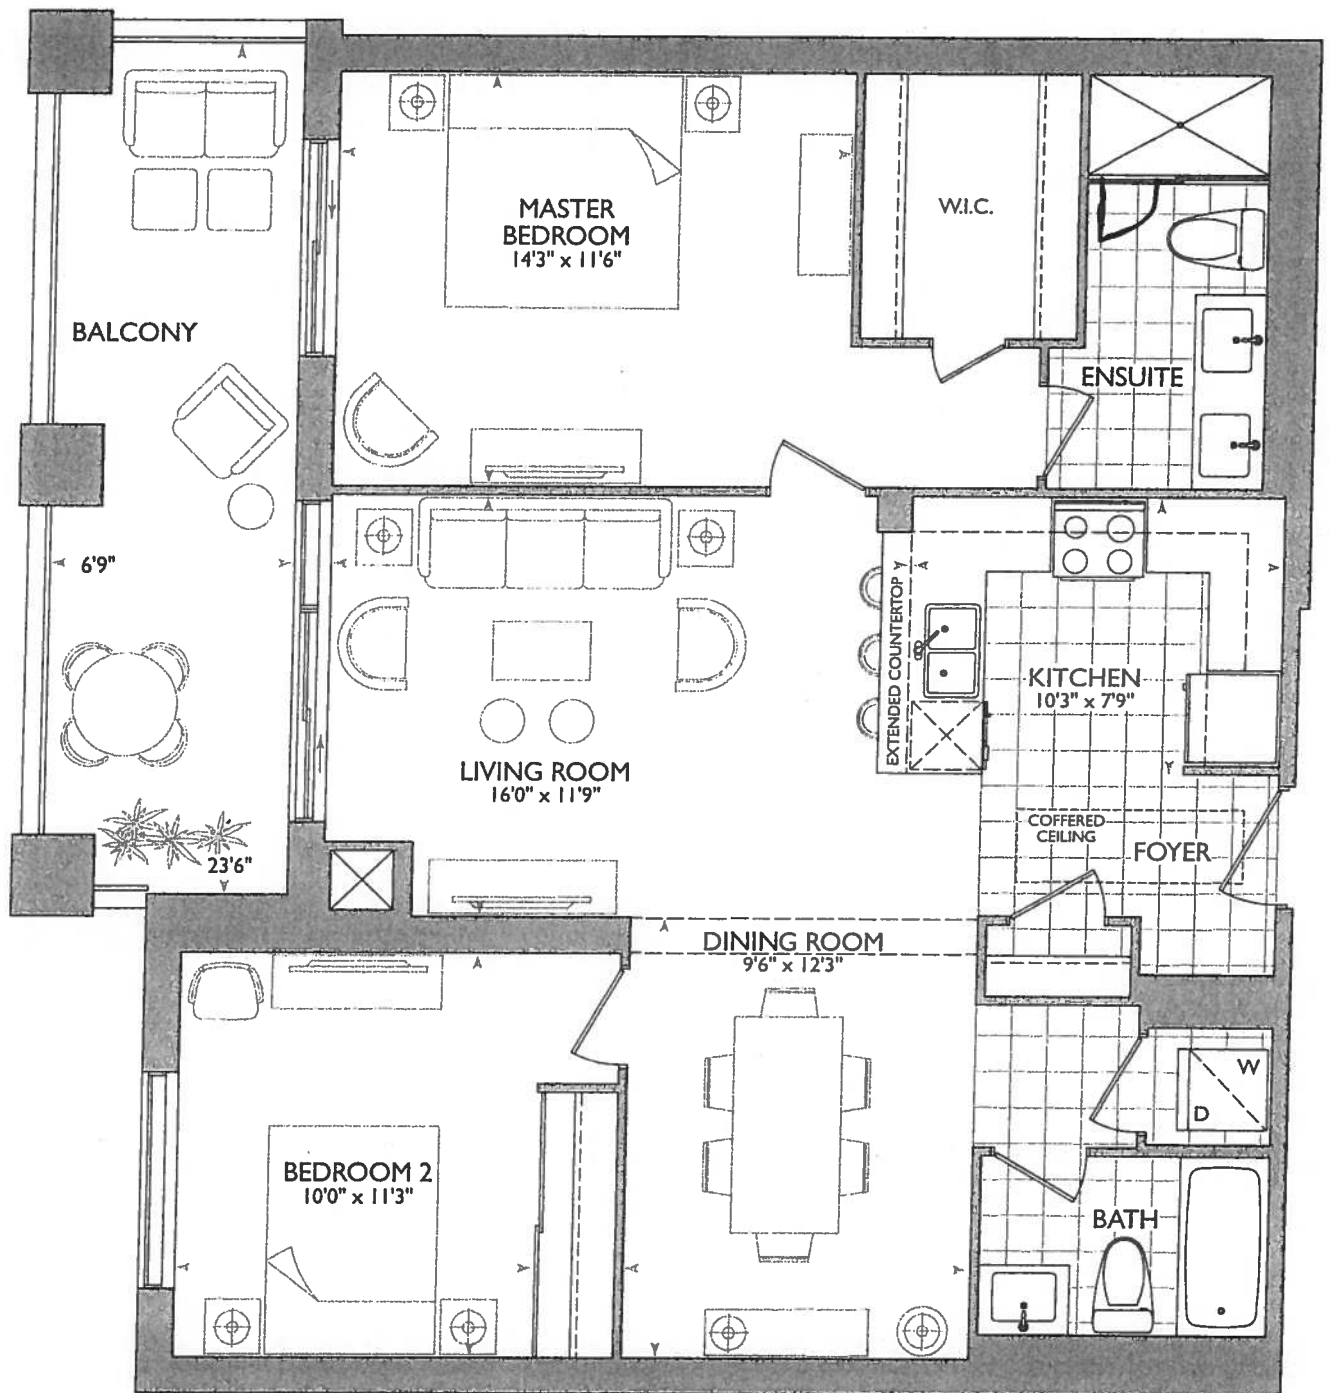 MASTER
BEDROOM
14'3" x 11'6"
W.I.C.
BALCONY
ENSUITE
6'9"
EXTENDED COUNTERTOP
KITCHEN
10'3" x 7'9"
LIVING ROOM
16'0" x 11'9"
COFFERED
CEILING
FOYER
23'6"
DINING ROOM
9'6" x 12'3"
W
D
BEDROOM 2
10'0" x 11'3"
BATH